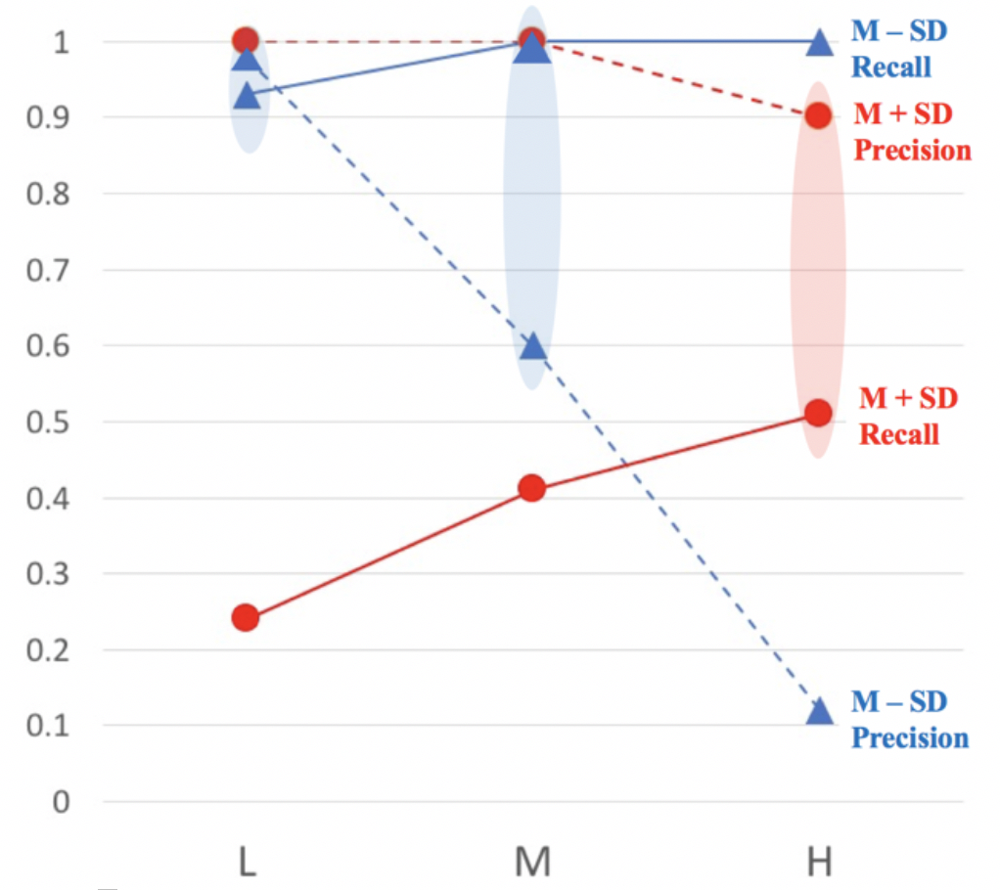 1
M – SD
Recall
0.9
M + SD
Precision
0.8
0.7
0.6
0.5
M + SD
Recall
0.4
0.3
0.2
0.1
M – SD
Precision
0
L M H